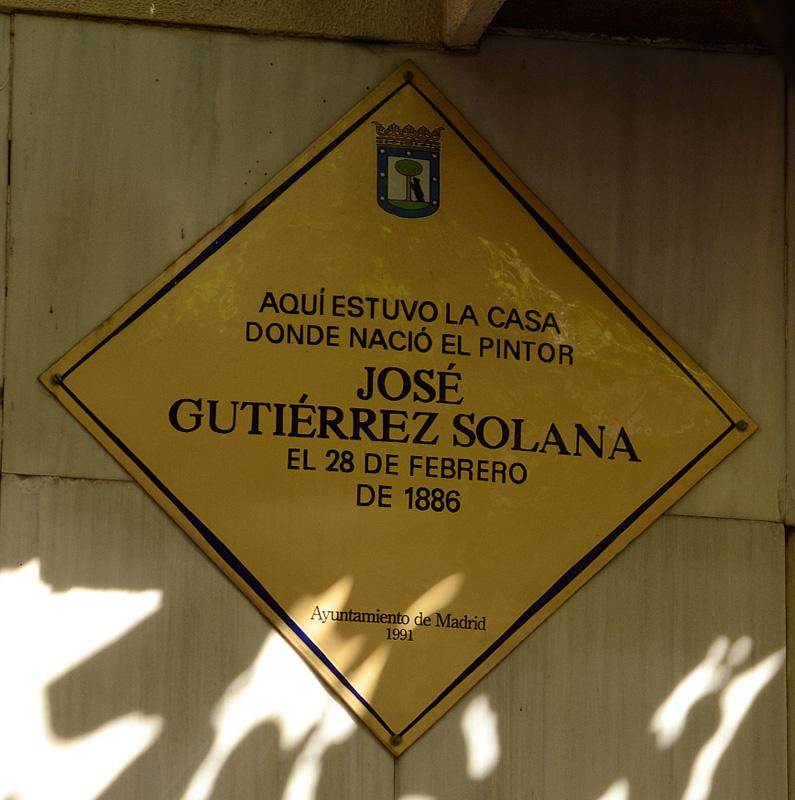 AQUÍ ESTUVO LA CASA
DONDE NACIÓ EL PINTOR
JOSÉ
GUTIÉRREZ SOLANA
EL 28 DE FEBRERO
DE 1886
Ayuntamiento de Madrid
1991